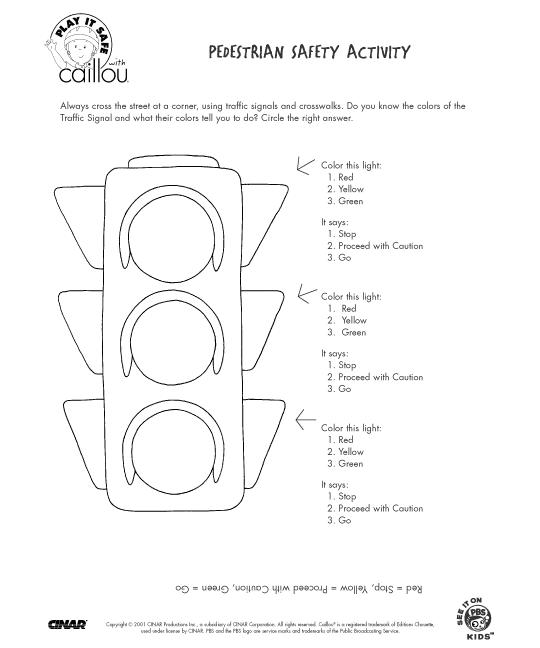 PLAY IT SAFE
with
caillou
PEDESTRIAN SAFETY ACTIVITY
Always cross the street at a corner, using traffic signals and crosswalks. Do you know the colors of the
Traffic Signal and what their colors tell you to do? Circle the right answer.
Color this light:
1. Red
2. Yellow
3. Green
It says:
1. Stop
2. Proceed with Caution
3. Go
Color this light:
1. Red
2. Yellow
3. Green
It says:
1. Stop
2. Proceed with Caution
3. Go
Color this light:
1. Red
2. Yellow
3. Green
It says:
1. Stop
2. Proceed with Caution
3. Go
Red = Stop, Yellow = Proceed with Caution, Green = Go
CINAR
Copyright © 2001 CINAR Productions Inc., a subsidiary of CINAR Corporation. All rights reserved. Caillou® is a registered trademark of Editions Chouette,
used under license by CINAR. PBS and the PBS logo are service marks and trademarks of the Public Broadcasting Service.
SEE IT ON
PBS
KIDS™